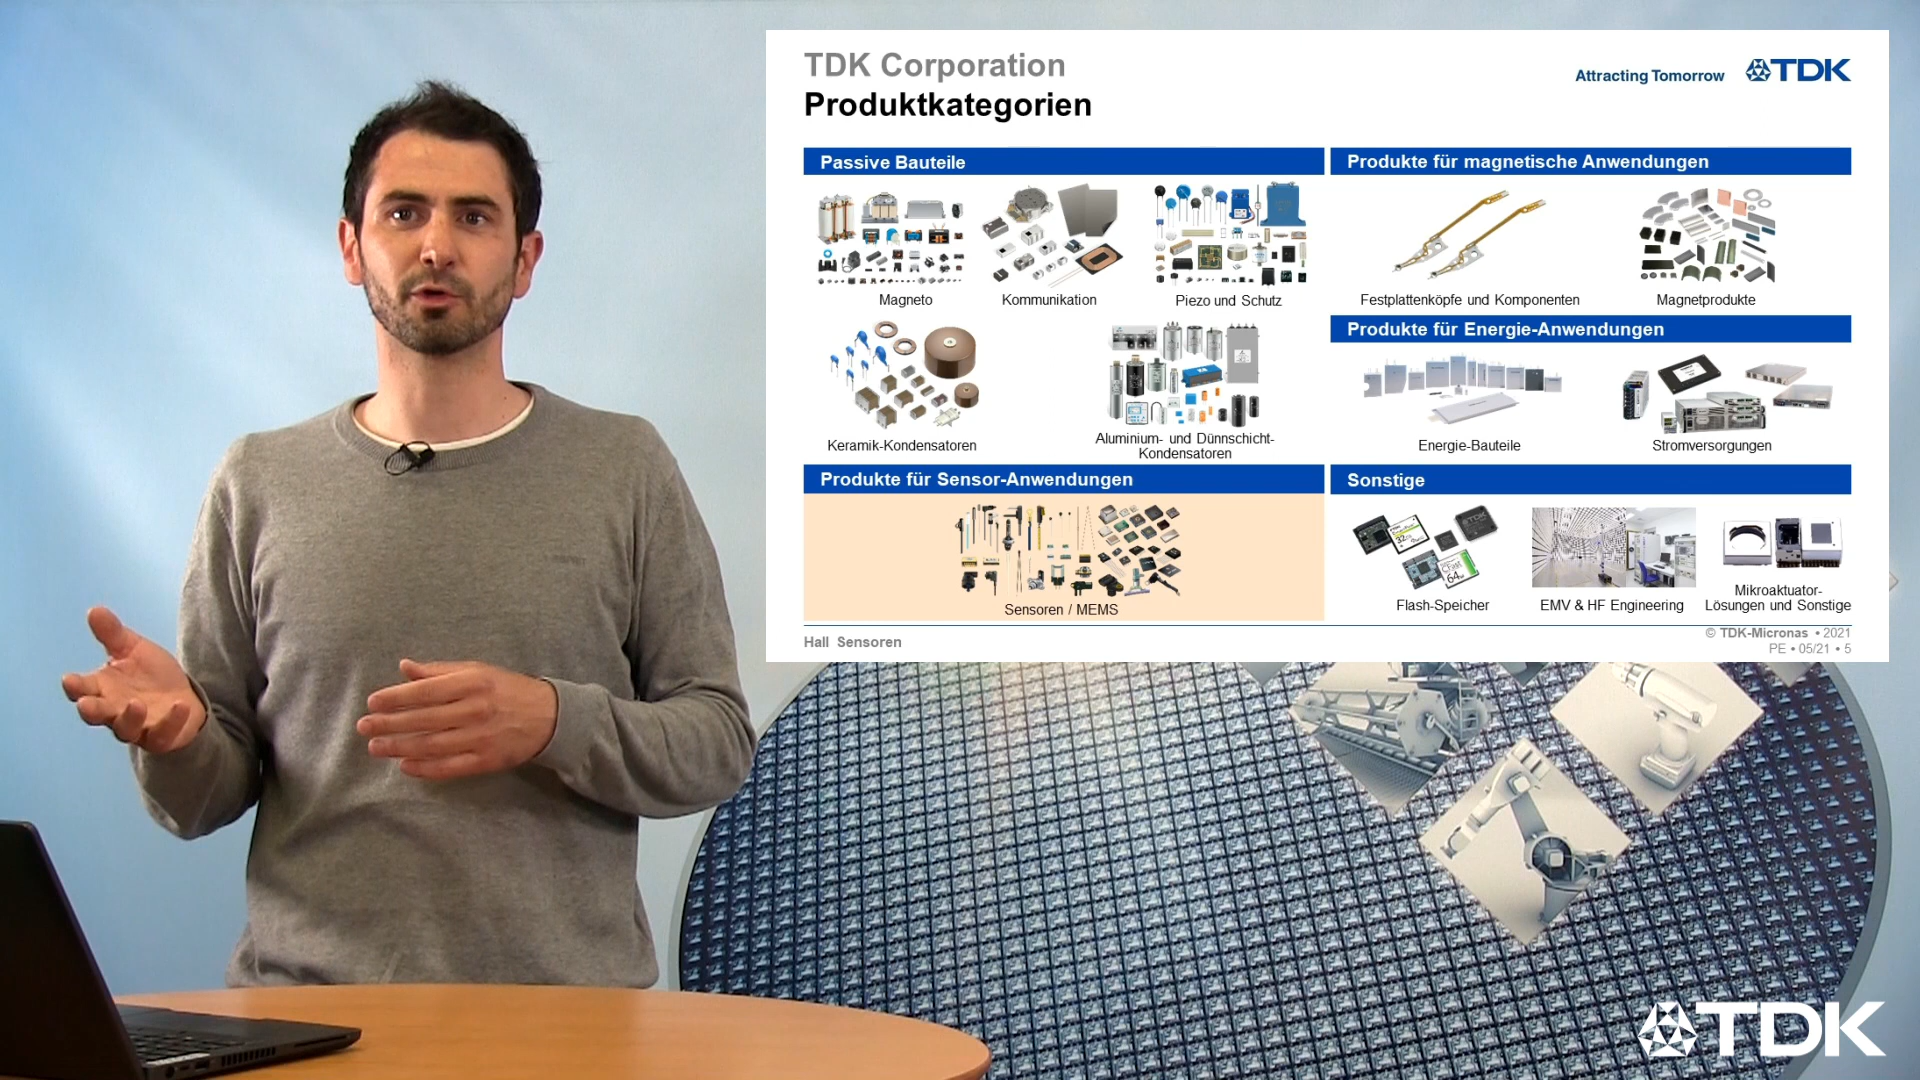 TDK Corporation
Produktkategorien
Attracting Tomorrow
TDK
Passive Bauteile
Magneto
Kommunikation
Piezo und Schutz
Keramik-Kondensatoren
Aluminium- und Dünnschicht-
Kondensatoren
Produkte für magnetische Anwendungen
Festplattenköpfe und Komponenten
Magnetprodukte
Produkte für Energie-Anwendungen
Energie-Bauteile
Stromversorgungen
Produkte für Sensor-Anwendungen
Sensoren / MEMS
Sonstige
Flash-Speicher
EMV & HF Engineering
Mikroaktuator-
Lösungen und Sonstige
Hall Sensoren
© TDK-Micronas • 2021
PE • 05/21 • 5
TDK